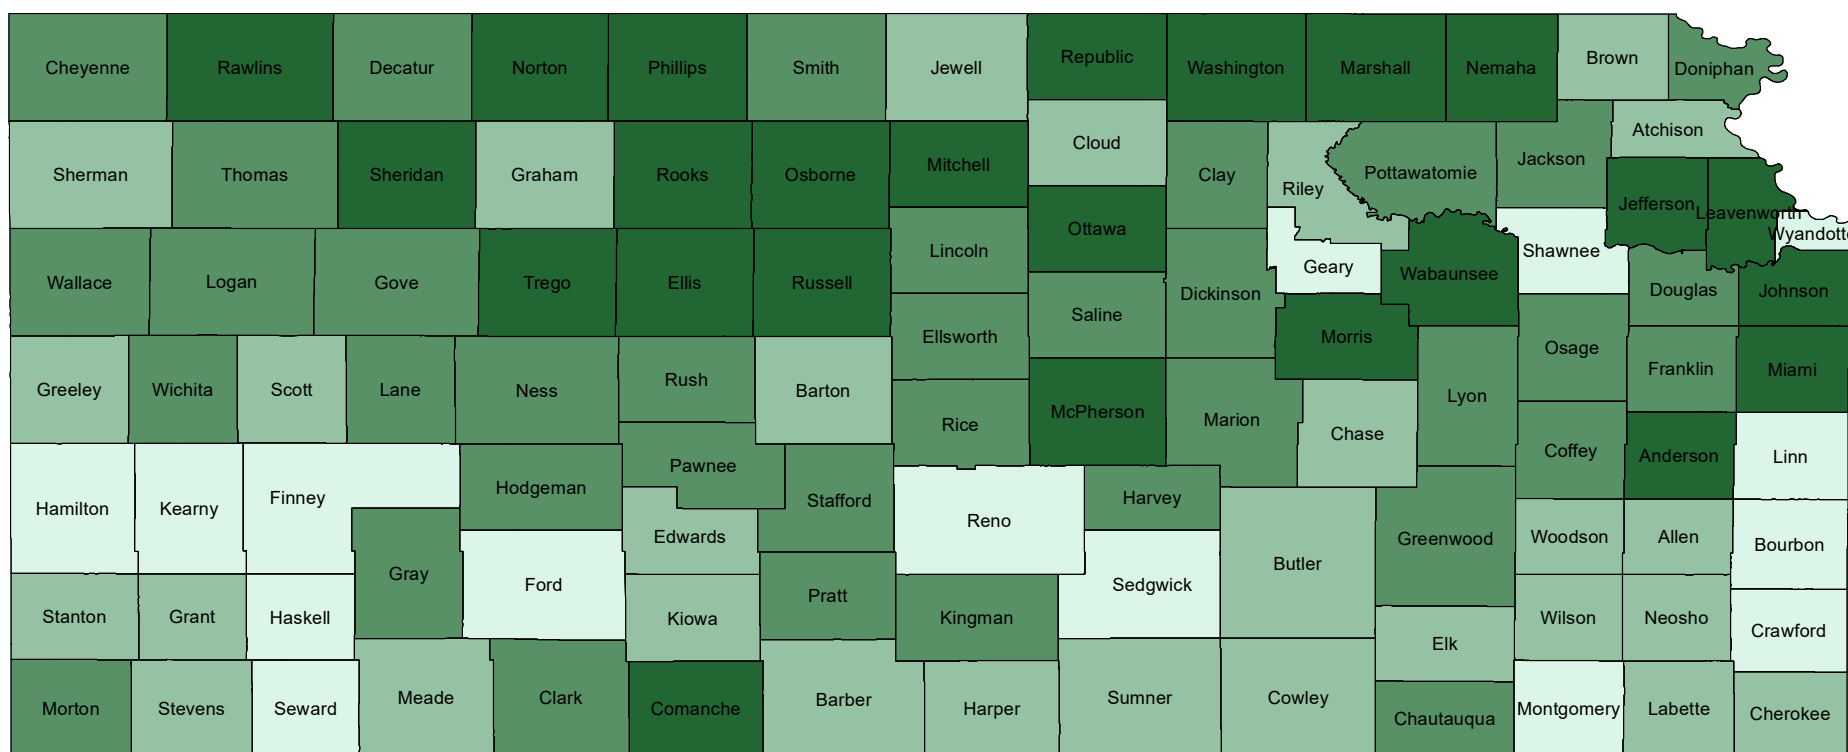 Cheyenne
Rawlins
Decatur
Norton
Phillips
Smith
Jewell
Republic
Washington
Marshall
Nemaha
Brown
Doniphan
Sherman
Thomas
Sheridan
Graham
Rooks
Osborne
Mitchell
Cloud
Clay
Riley
Pottawatomie
Jackson
Atchison
Jefferson
Leavenworth
Wyandotte
Wallace
Logan
Gove
Trego
Ellis
Russell
Lincoln
Ottawa
Dickinson
Geary
Wabaunsee
Shawnee
Douglas
Johnson
Ellsworth
Saline
Morris
Osage
Franklin
Miami
Greeley
Wichita
Scott
Lane
Ness
Rush
Barton
Rice
McPherson
Marion
Chase
Lyon
Coffey
Anderson
Linn
Hamilton
Kearny
Finney
Hodgeman
Pawnee
Stafford
Reno
Harvey
Greenwood
Woodson
Allen
Bourbon
Gray
Ford
Edwards
Pratt
Kingman
Sedgwick
Butler
Stanton
Grant
Haskell
Kiowa
Elk
Wilson
Neosho
Crawford
Morton
Stevens
Seward
Meade
Clark
Comanche
Barber
Harper
Sumner
Cowley
Chautauqua
Montgomery
Labette
Cherokee